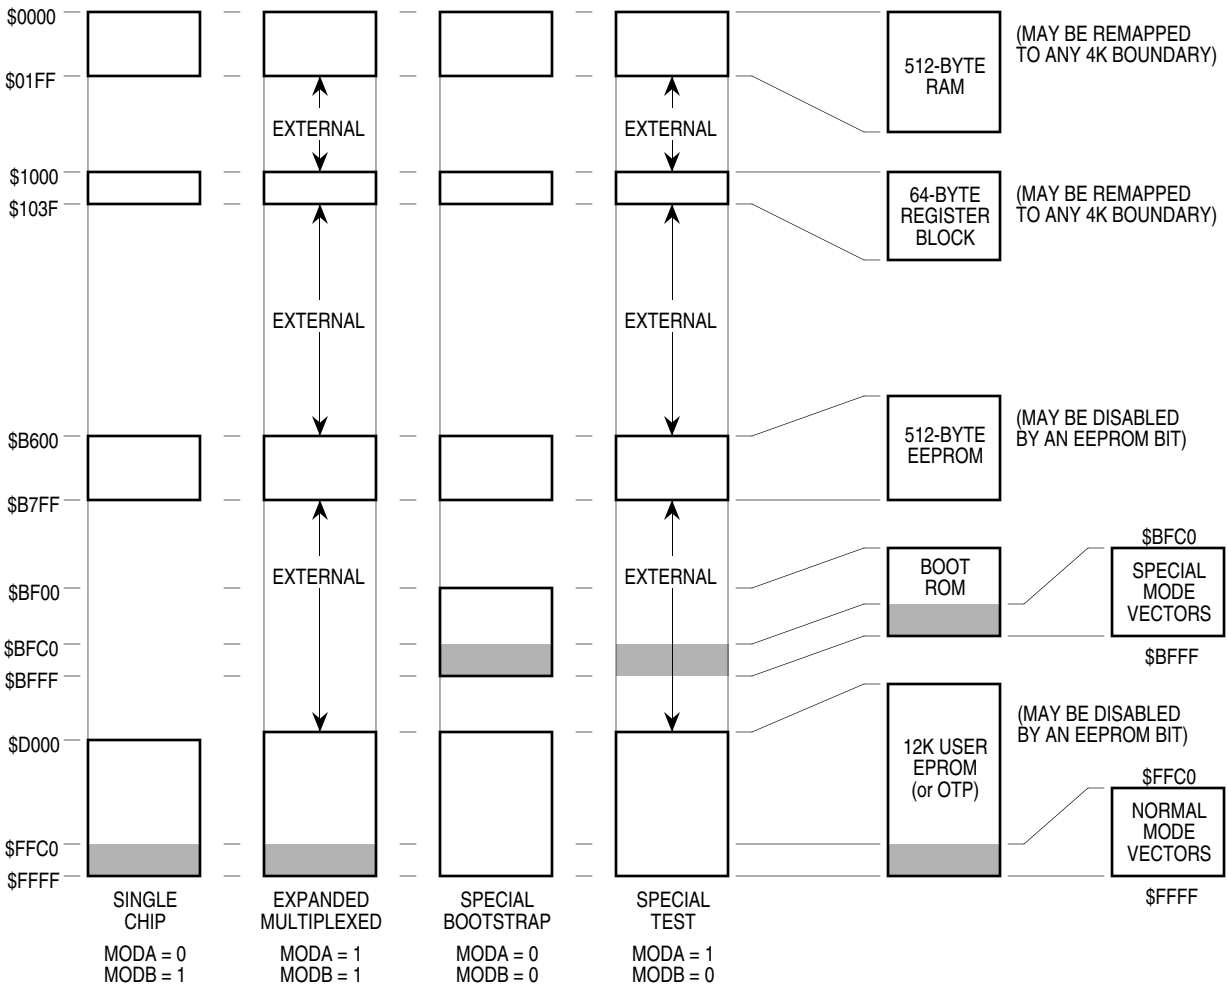 $0000
$01FF
$1000
$103F
$B600
$B7FF
$BF00
$BFC0
$BFFF
$D000
$FFC0
$FFFF
EXTERNAL
EXTERNAL
EXTERNAL
EXTERNAL
EXTERNAL
EXTERNAL
512-BYTE
RAM
(MAY BE REMAPPED
TO ANY 4K BOUNDARY)
64-BYTE
REGISTER
BLOCK
(MAY BE REMAPPED
TO ANY 4K BOUNDARY)
512-BYTE
EEPROM
(MAY BE DISABLED
BY AN EEPROM BIT)
BOOT
ROM
$BFC0
SPECIAL
MODE
VECTORS
$BFFF
12K USER
EPROM
(or OTP)
(MAY BE DISABLED
BY AN EEPROM BIT)
$FFC0
NORMAL
MODE
VECTORS
$FFFF
SINGLE
CHIP
MODA = 0
MODB = 1
EXPANDED
MULTIPLEXED
MODA = 1
MODB = 1
SPECIAL
BOOTSTRAP
MODA = 0
MODB = 0
SPECIAL
TEST
MODA = 1
MODB = 0